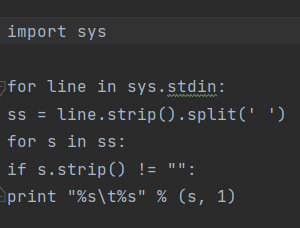 import sys
for line in sys.stdin:
ss = line.strip().split(' ')
for s in ss:
if s.strip() != "":
print "%s\t%s" % (s, 1)